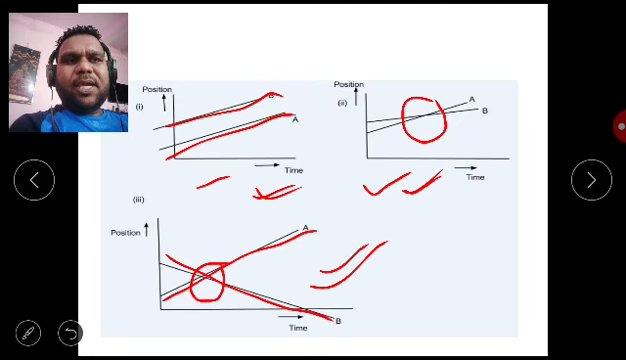 Position
B
(i)
A
Time
Position
(ii)
A
B
Time
(iii)
Position
A
Time
B